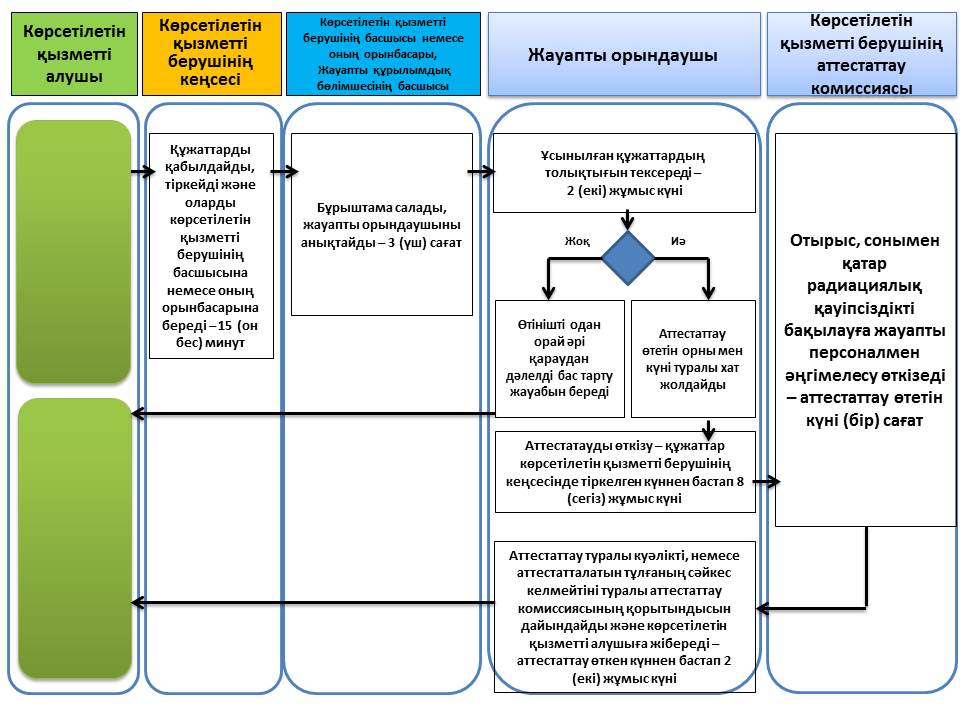 Көрсетілетін
қызметті
алушы
Көрсетілетін
қызметті
берушінің
кеңсесі
Көрсетілетін қызметті
берушінің басшысы немесе
оның орынбасары,
Жауапты құрылымдық
бөлімшесінің басшысы
Жауапты орындаушы
Көрсетілетін
қызметті берушінің
аттестаттау
комиссиясы
Құжаттарды
қабылдайды,
тіркейді және
оларды
көрсетілетін
қызметті
берушінің
басшысына
немесе оның
орынбасарына
береді –15 (он
бес) минут
Бұрыштама салады,
жауапты орындаушыны
анықтайды – 3 (үш) сағат
Ұсынылған құжаттардың
толықтығын тексереді –
2 (екі) жұмыс күні
Жоқ
Иә
Өтінішті одан
орай әрі
қараудан
дәлелді бас тарту
жауабын береді
Аттестаттау
өтетін орны мен
күні туралы хат
жолдайды
Аттестатауды өткізу – құжаттар
көрсетілетін қызметті берушінің
кеңсесінде тіркелген күннен бастап 8
(сегіз) жұмыс күні
Отырыс, сонымен
қатар
радиациялық
қауіпсіздікті
бақылауға жауапты
персоналмен
әңгімелесу өткізеді
– аттестаттау өтетін
күні (бір) сағат
Аттестаттау туралы куәлікті, немесе
аттестатталатын тұлғаның сәйкес
келмейтіні туралы аттестаттау
комиссиясының қорытындысын
дайындайды және көрсетілетін
қызметті алушыға жібереді –
аттестаттау өткен күннен бастап 2
(екі) жұмыс күні